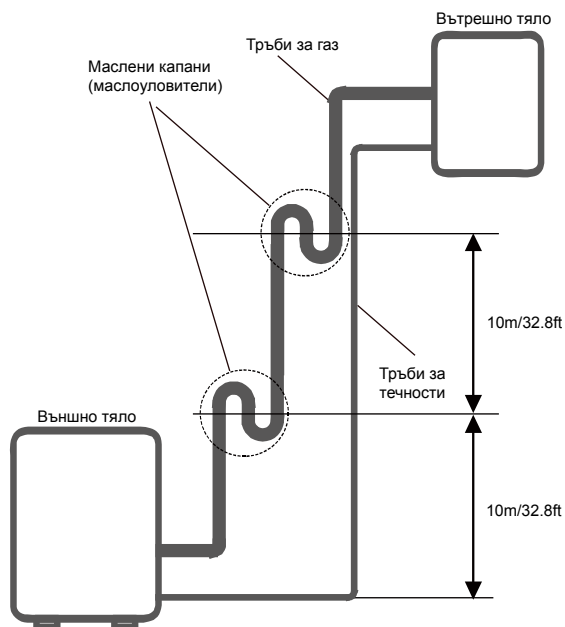 Вътрешно тяло
Тръби за газ
Маслени капани
(маслоуловители)
10m/32.8ft
Тръби за
течности
Външно тяло
10m/32.8ft